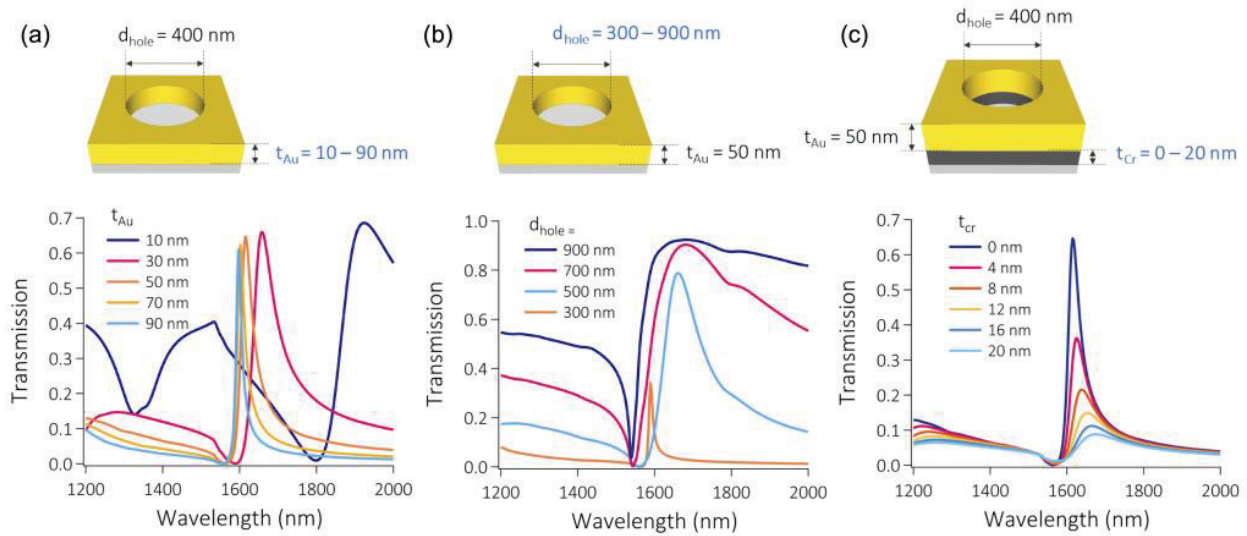 (a)
d_hole = 400 nm
t_Au = 10 – 90 nm
0.7
0.6
0.5
0.4
0.3
0.2
0.1
0.0
Transmission
t_Au
10 nm
30 nm
50 nm
70 nm
90 nm
1200 1400 1600 1800 2000
Wavelength (nm)
(b)
d_hole = 300 – 900 nm
t_Au = 50 nm
1.0
0.8
0.6
0.4
0.2
0.0
Transmission
d_hole =
900 nm
700 nm
500 nm
300 nm
1200 1400 1600 1800 2000
Wavelength (nm)
(c)
d_hole = 400 nm
t_Au = 50 nm
t_Cr = 0 – 20 nm
0.7
0.6
0.5
0.4
0.3
0.2
0.1
0.0
Transmission
t_cr
0 nm
4 nm
8 nm
12 nm
16 nm
20 nm
1200 1400 1600 1800 2000
Wavelength (nm)